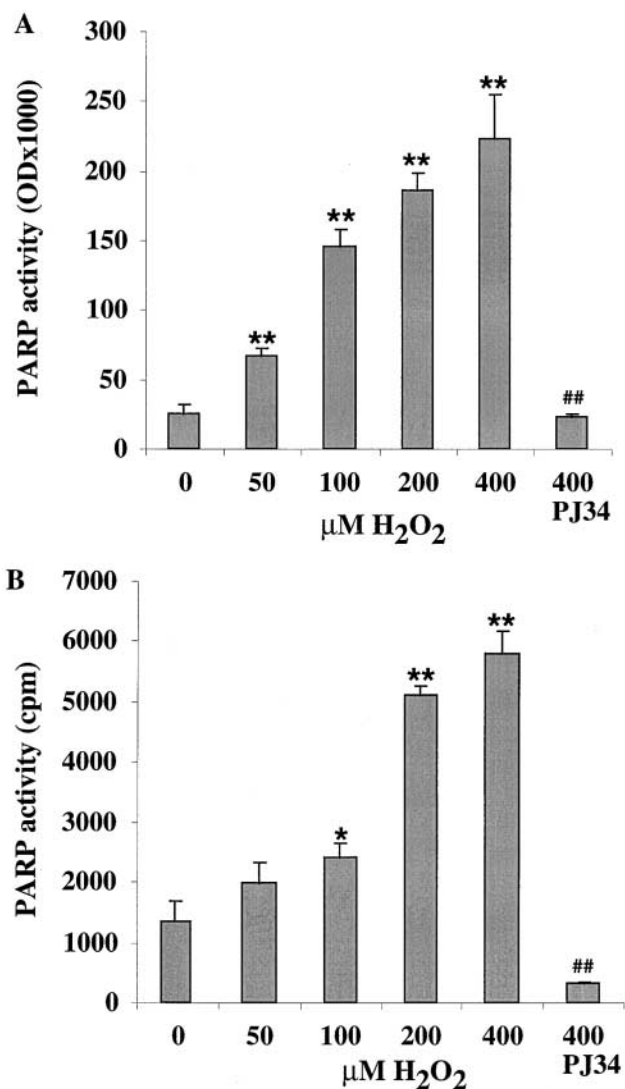 A
PARP activity (ODx1000)
300
250
200
150
100
50
0
**
**
**
**
##
0 50 100 200 400 400
PJ34
μM H₂O₂
B
PARP activity (cpm)
7000
6000
5000
4000
3000
2000
1000
0
*
**
**
##
0 50 100 200 400 400
PJ34
μM H₂O₂